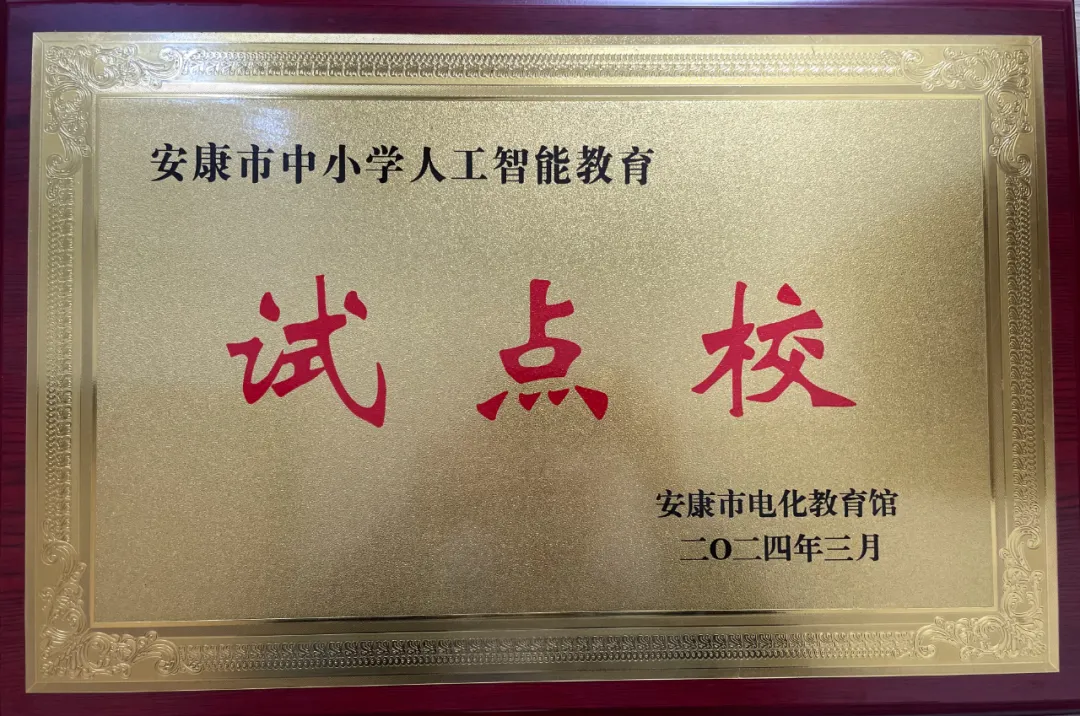 安康市中小学人工智能教育
试点校
安康市电化教育馆
二O二四年三月